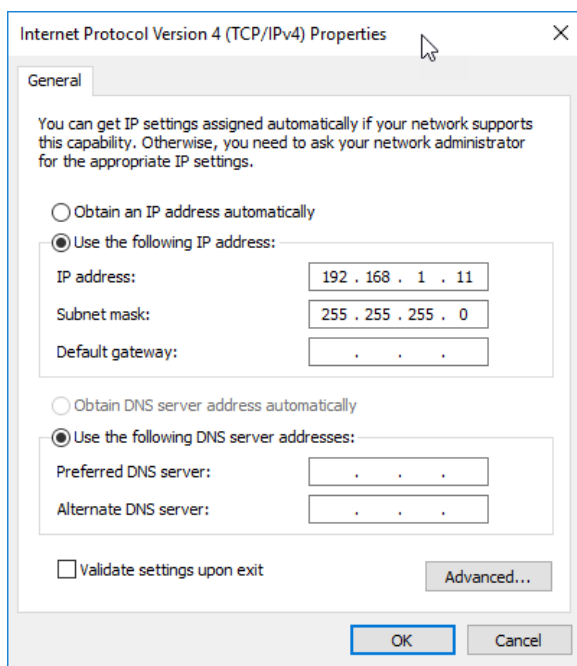 Internet Protocol Version 4 (TCP/IPv4) Properties
General
You can get IP settings assigned automatically if your network supports
this capability. Otherwise, you need to ask your network administrator
for the appropriate IP settings.
Obtain an IP address automatically
Use the following IP address:
IP address: 192 . 168 . 1 . 11
Subnet mask: 255 . 255 . 255 . 0
Default gateway: . . .
Obtain DNS server address automatically
Use the following DNS server addresses:
Preferred DNS server: . . .
Alternate DNS server: . . .
Validate settings upon exit
Advanced...
OK Cancel